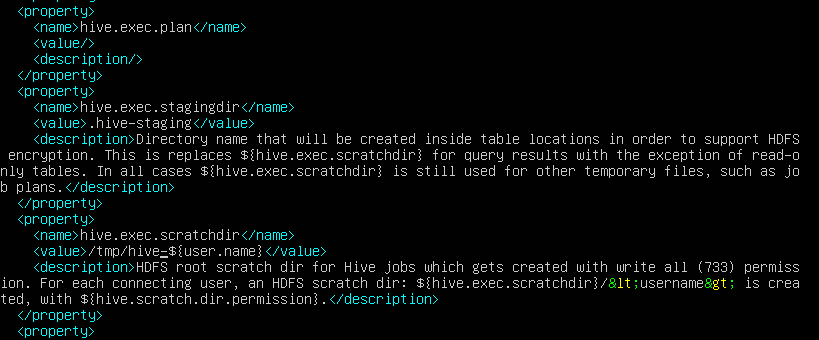 <property>
<name>hive.exec.plan</name>
<value/>
<description/>
</property>
<property>
<name>hive.exec.stagingdir</name>
<value>.hive-staging</value>
<description>Directory name that will be created inside table locations in order to support HDFS
encryption. This is replaces ${hive.exec.scratchdir} for query results with the exception of read-o
nly tables. In all cases ${hive.exec.scratchdir} is still used for other temporary files, such as jo
b plans.</description>
</property>
<property>
<name>hive.exec.scratchdir</name>
<value>/tmp/hive-${user.name}</value>
<description>HDFS root scratch dir for Hive jobs which gets created with write all (733) permiss
ion. For each connecting user, an HDFS scratch dir: ${hive.exec.scratchdir}/&lt;username&gt; is crea
ted, with ${hive.scratch.dir.permission}.</description>
</property>
<property>